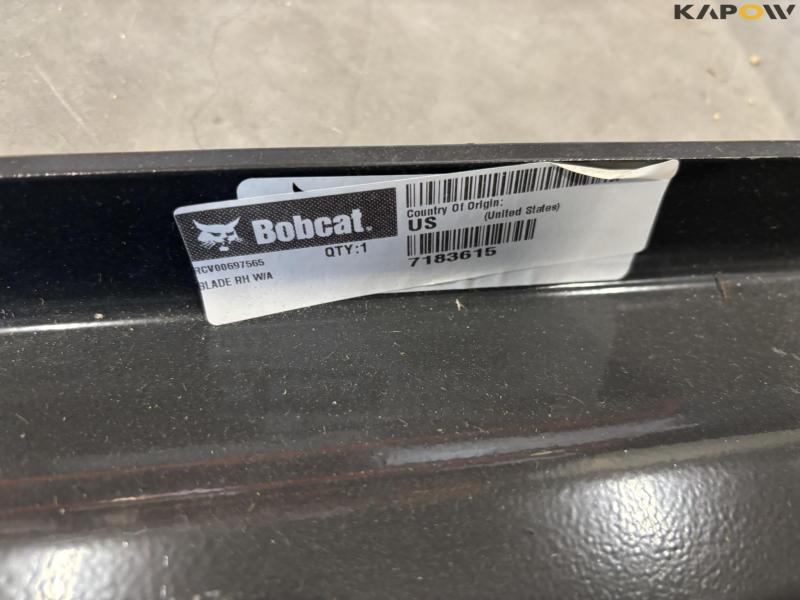 KAPOW
Bobcat.
QTY:1
RCV00697565
BLADE RH W/A
Country Of Origin:
US (United States)
7183615